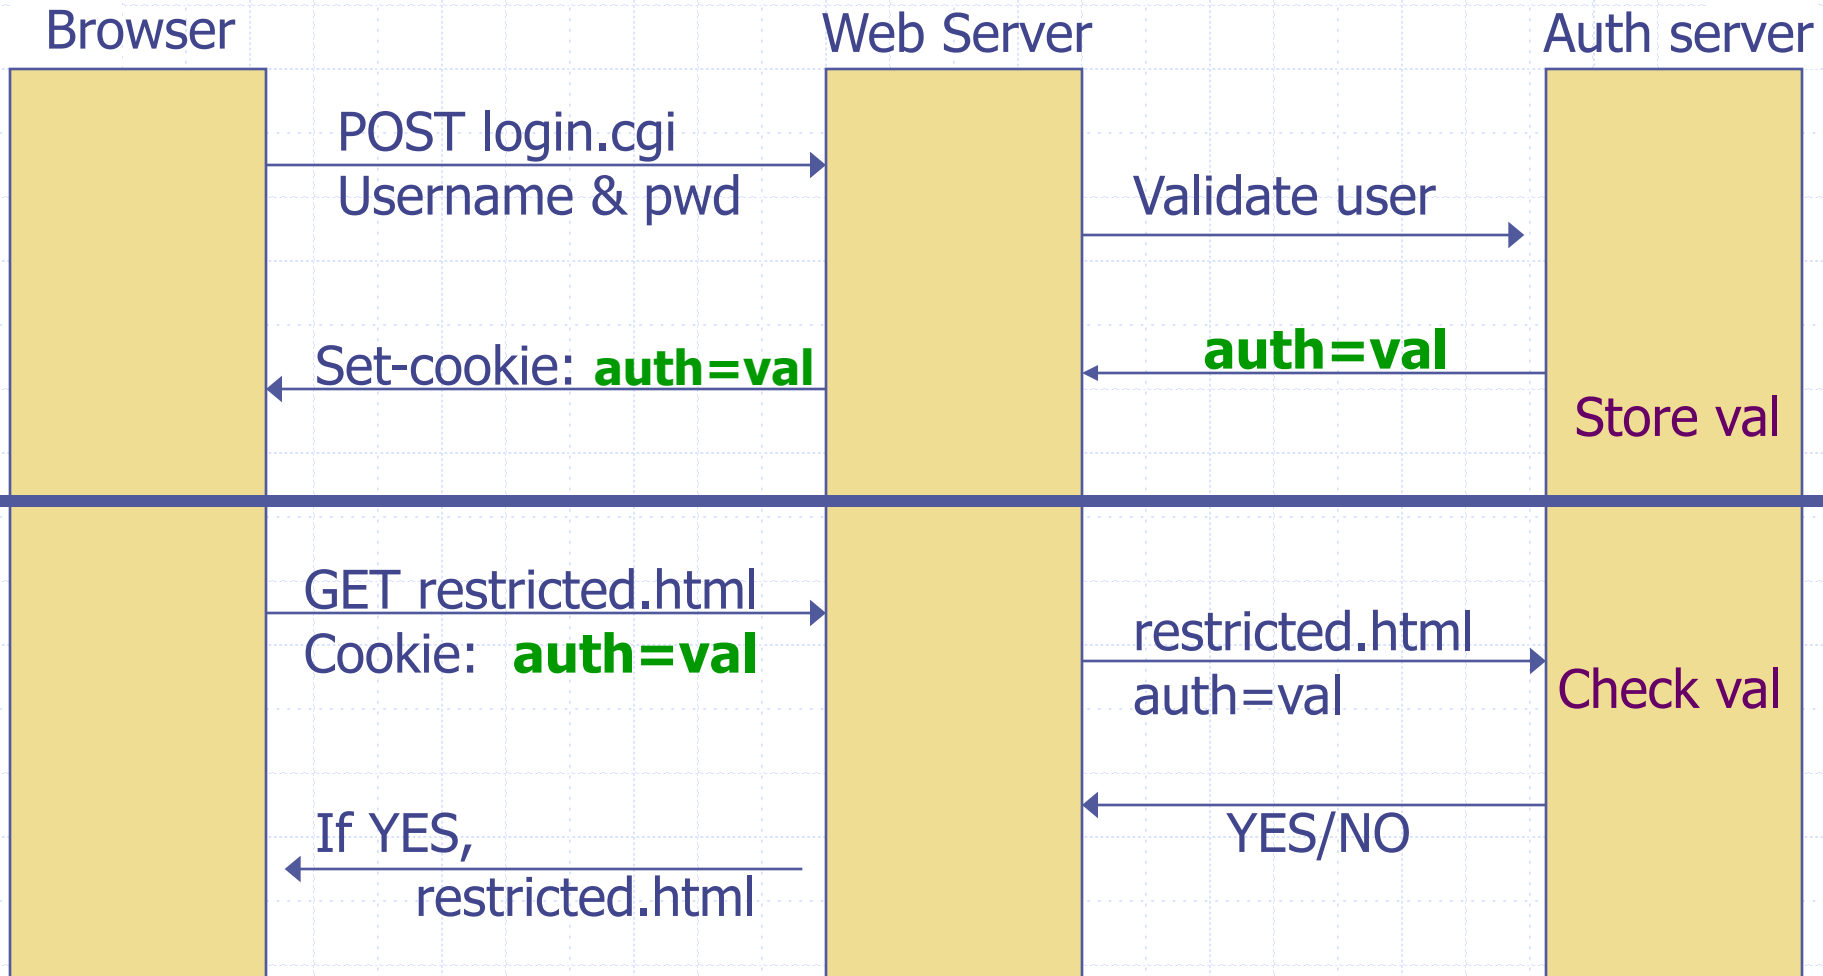 Browser
Web Server
Auth server
POST login.cgi
Username & pwd
Validate user
auth=val
Set-cookie: auth=val
Store val
GET restricted.html
Cookie: auth=val
restricted.html
auth=val
Check val
YES/NO
If YES,
restricted.html